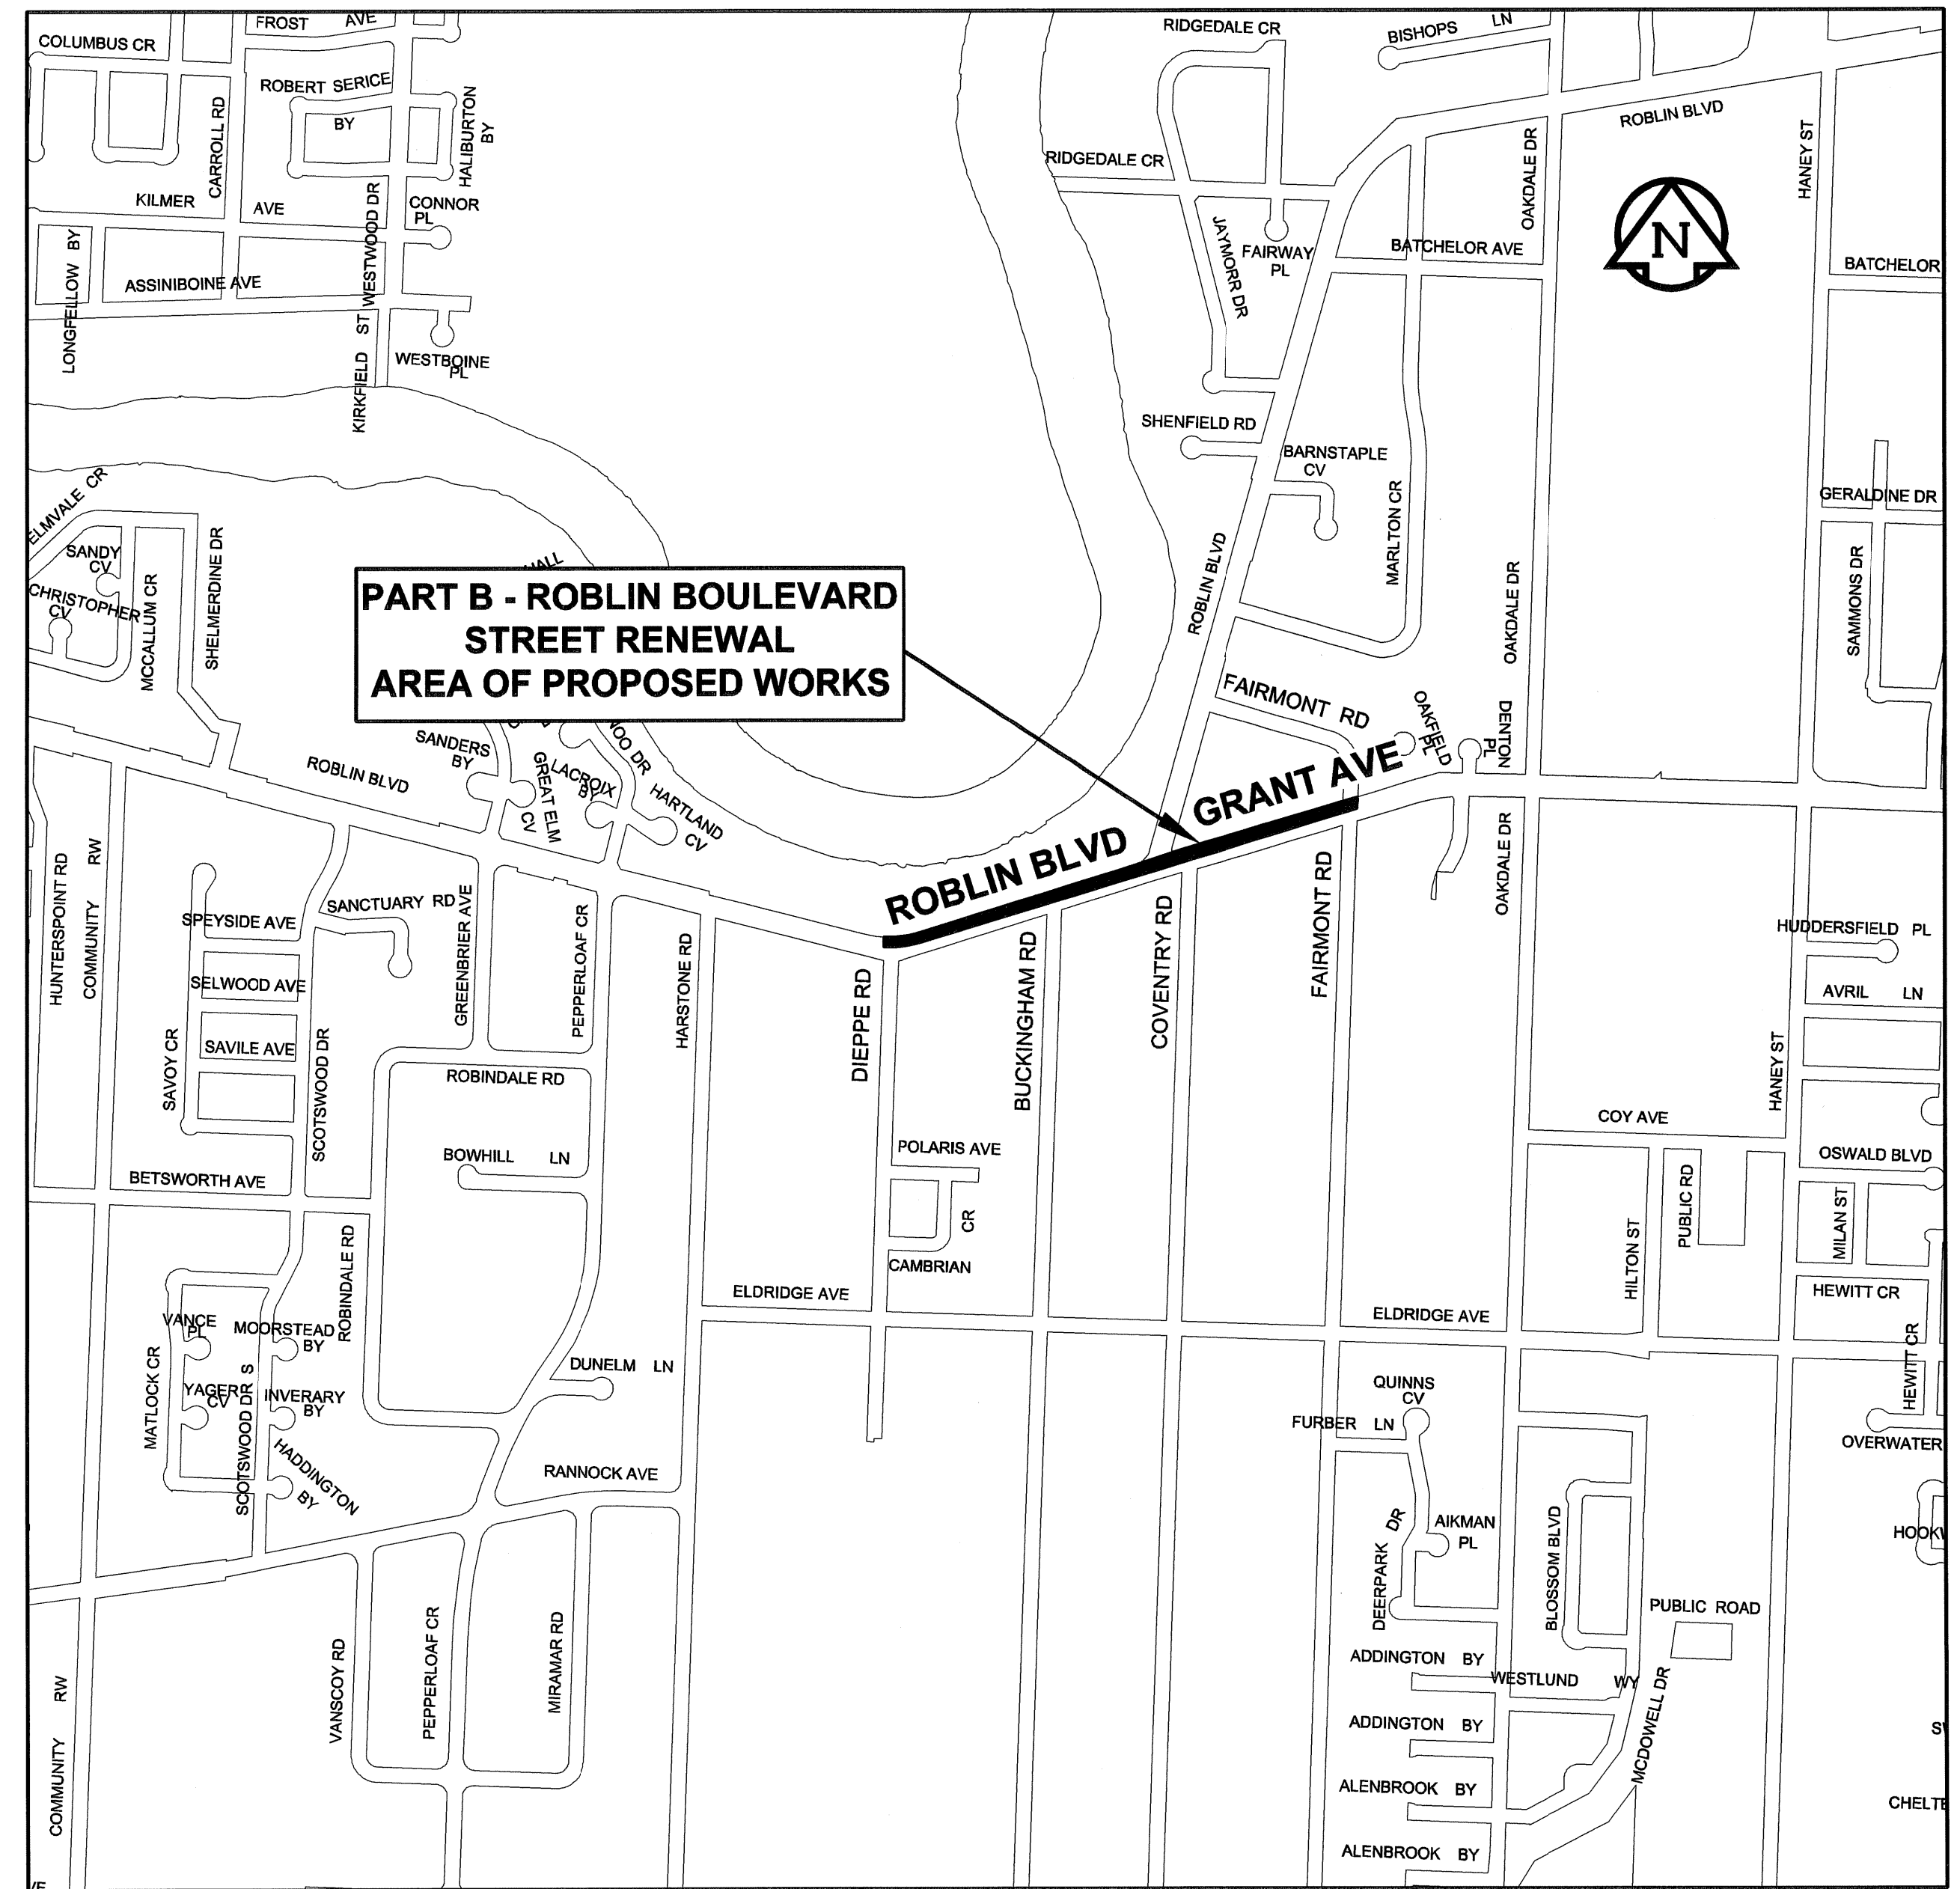 FROST AVE
COLUMBUS CR
ROBERT SERICE
BY
CARROLL RD
HALIBURTON
BY
KILMER AVE
CONNOR
PL
LONGFELLOW BY
ASSINIBOINE AVE
KIRKFIELD ST
WESTWOOD DR
WESTBOINE
PL
RIDGEDALE CR
BISHOPS LN
ROBLIN BLVD
RIDGEDALE CR
OAKDALE DR
HANEY ST
N
JAYMORR DR
FAIRWAY
PL
BATCHELOR AVE
BATCHELOR
SHENFIELD RD
BARNSTAPLE
CV
MARLTON CR
GERALDINE DR
SAMMONS DR
ROBLIN BLVD
OAKDALE DR
ELMVALE CR
SANDY
CV
CHRISTOPHER
CV
MCCALLUM CR
SHELMERDINE DR
PART B - ROBLIN BOULEVARD
STREET RENEWAL
AREA OF PROPOSED WORKS
FAIRMONT RD
OAKFIELD
PL
DENTON
PL
GRANT AVE
ROBLIN BLVD
ROBLIN BLVD
SANDERS
BY
GREAT ELM
CV
LACROIX
BY
HARTLAND
CV
HUNTERSPOINT RD
COMMUNITY RW
SPEYSIDE AVE
SANCTUARY RD
SELWOOD AVE
SAVILE AVE
SAVOY CR
SCOTSWOOD DR
GREENBRIER AVE
PEPPERLOAF CR
HARSTONE RD
DIEPPE RD
BUCKINGHAM RD
COVENTRY RD
FAIRMONT RD
OAKDALE DR
HUDDERSFIELD PL
AVRIL LN
HANEY ST
ROBINDALE RD
COY AVE
BOWHILL LN
POLARIS AVE
OSWALD BLVD
BETSWORTH AVE
CR
CAMBRIAN
HILTON ST
PUBLIC RD
MILAN ST
ROBINDALE RD
ELDRIDGE AVE
ELDRIDGE AVE
HEWITT CR
VANCE
PL
MOORSTEAD
BY
MATLOCK CR
YAGER
CV
SCOTSWOOD DR S
INVERARY
BY
DUNELM LN
QUINNS
CV
FURBER LN
HEWITT CR
OVERWATER
HADDINGTON
BY
RANNOCK AVE
DEERPARK DR
AIKMAN
PL
BLOSSOM BLVD
PUBLIC ROAD
VANSCOY RD
PEPPERLOAF CR
MIRAMAR RD
ADDINGTON BY
WESTLUND WY
MCDOWELL DR
COMMUNITY RW
ADDINGTON BY
ALENBROOK BY
ALENBROOK BY